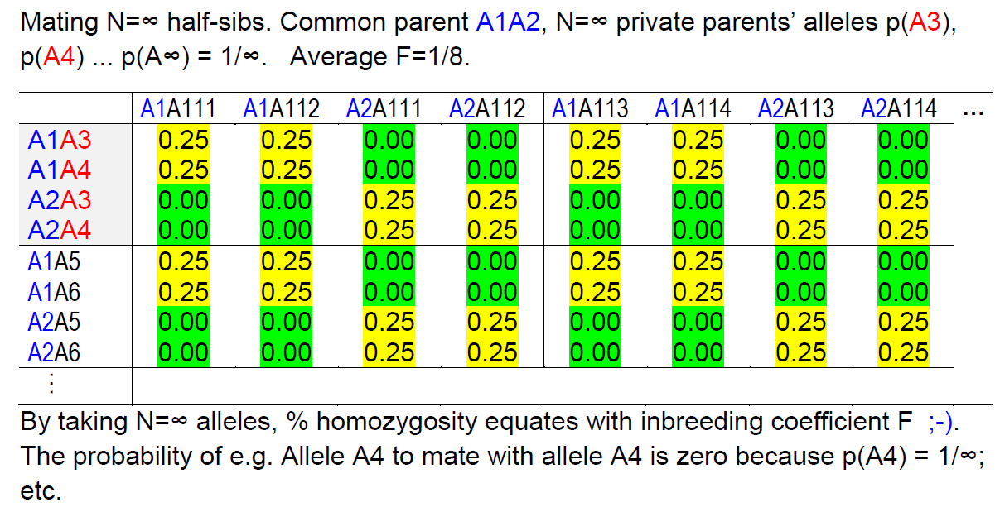 Mating N=∞ half-sibs. Common parent A1A2, N=∞ private parents’ alleles p(A3),
p(A4) ... p(A∞) = 1/∞. Average F=1/8.
A1A111 A1A112 A2A111 A2A112 A1A113 A1A114 A2A113 A2A114 ...
A1A3 0.25 0.25 0.00 0.00 0.25 0.25 0.00 0.00
A1A4 0.25 0.25 0.00 0.00 0.25 0.25 0.00 0.00
A2A3 0.00 0.00 0.25 0.25 0.00 0.00 0.25 0.25
A2A4 0.00 0.00 0.25 0.25 0.00 0.00 0.25 0.25
A1A5 0.25 0.25 0.00 0.00 0.25 0.25 0.00 0.00
A1A6 0.25 0.25 0.00 0.00 0.25 0.25 0.00 0.00
A2A5 0.00 0.00 0.25 0.25 0.00 0.00 0.25 0.25
A2A6 0.00 0.00 0.25 0.25 0.00 0.00 0.25 0.25
⋮
By taking N=∞ alleles, % homozygosity equates with inbreeding coefficient F ;-).
The probability of e.g. Allele A4 to mate with allele A4 is zero because p(A4) = 1/∞;
etc.